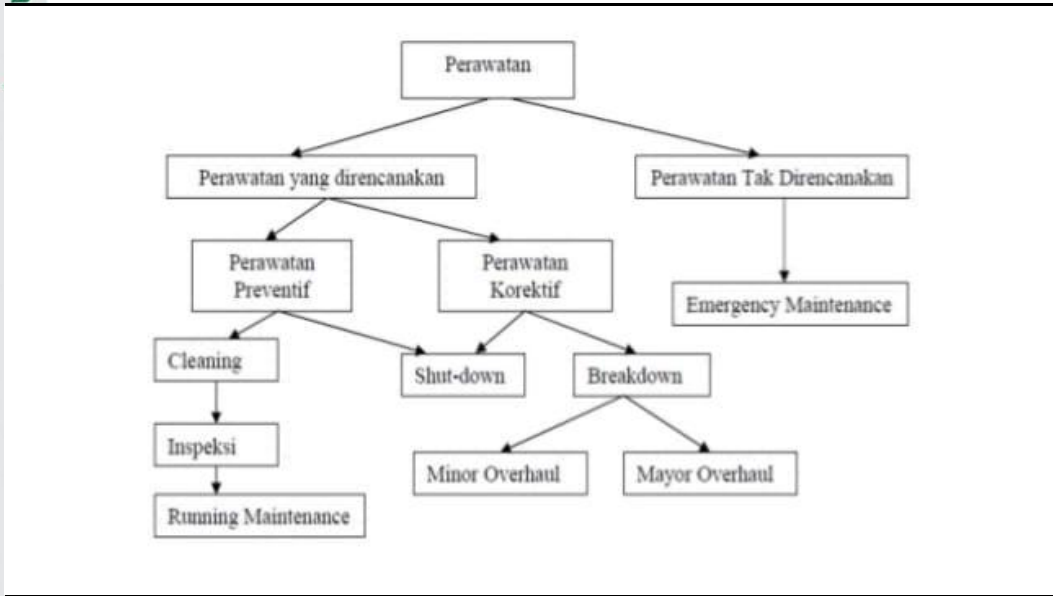 Perawatan
Perawatan yang direncanakan
Perawatan Tak Direncanakan
Perawatan
Preventif
Perawatan
Korektif
Emergency Maintenance
Cleaning
Shut-down
Breakdown
Inspeksi
Minor Overhaul
Mayor Overhaul
Running Maintenance